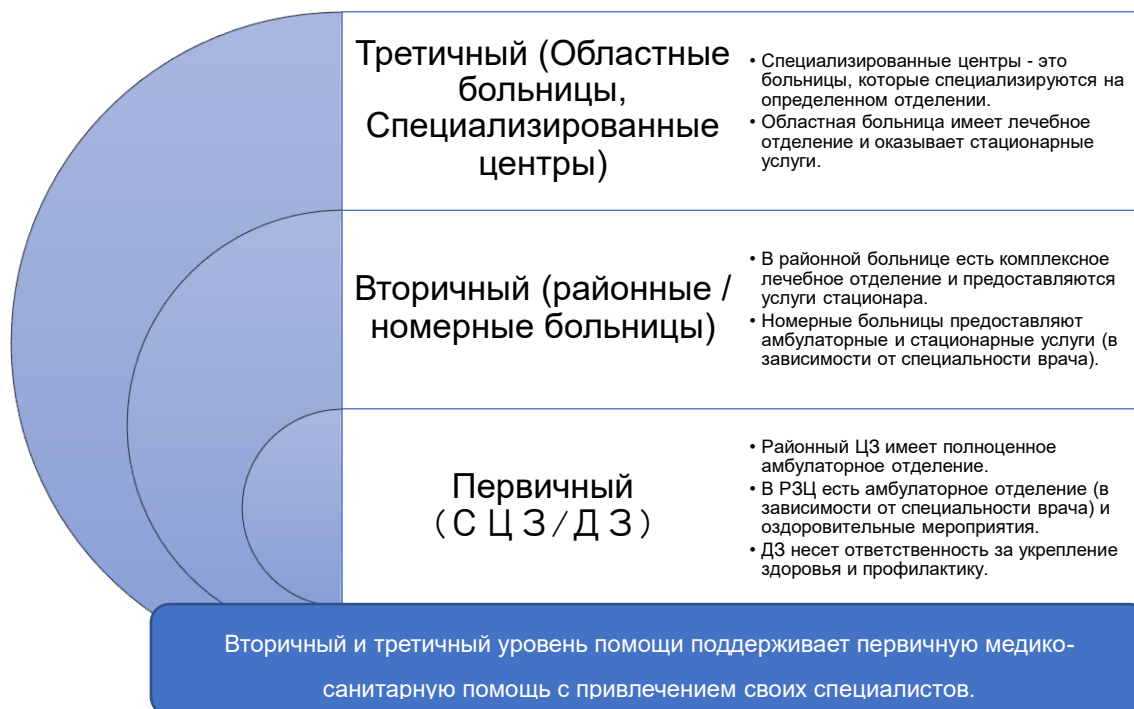 Третичный (Областные
больницы,
Специализированные
центры)
• Специализированные центры - это
больницы, которые специализируются на
определенном отделении.
• Областная больница имеет лечебное
отделение и оказывает стационарные
услуги.
Вторичный (районные /
номерные больницы)
• В районной больнице есть комплексное
лечебное отделение и предоставляются
услуги стационара.
• Номерные больницы предоставляют
амбулаторные и стационарные услуги (в
зависимости от специальности врача).
Первичный
（СЦЗ/ДЗ）
• Районный ЦЗ имеет полноценное
амбулаторное отделение.
• В РЗЦ есть амбулаторное отделение (в
зависимости от специальности врача) и
оздоровительные мероприятия.
• ДЗ несет ответственность за укрепление
здоровья и профилактику.
Вторичный и третичный уровень помощи поддерживает первичную медико-
санитарную помощь с привлечением своих специалистов.